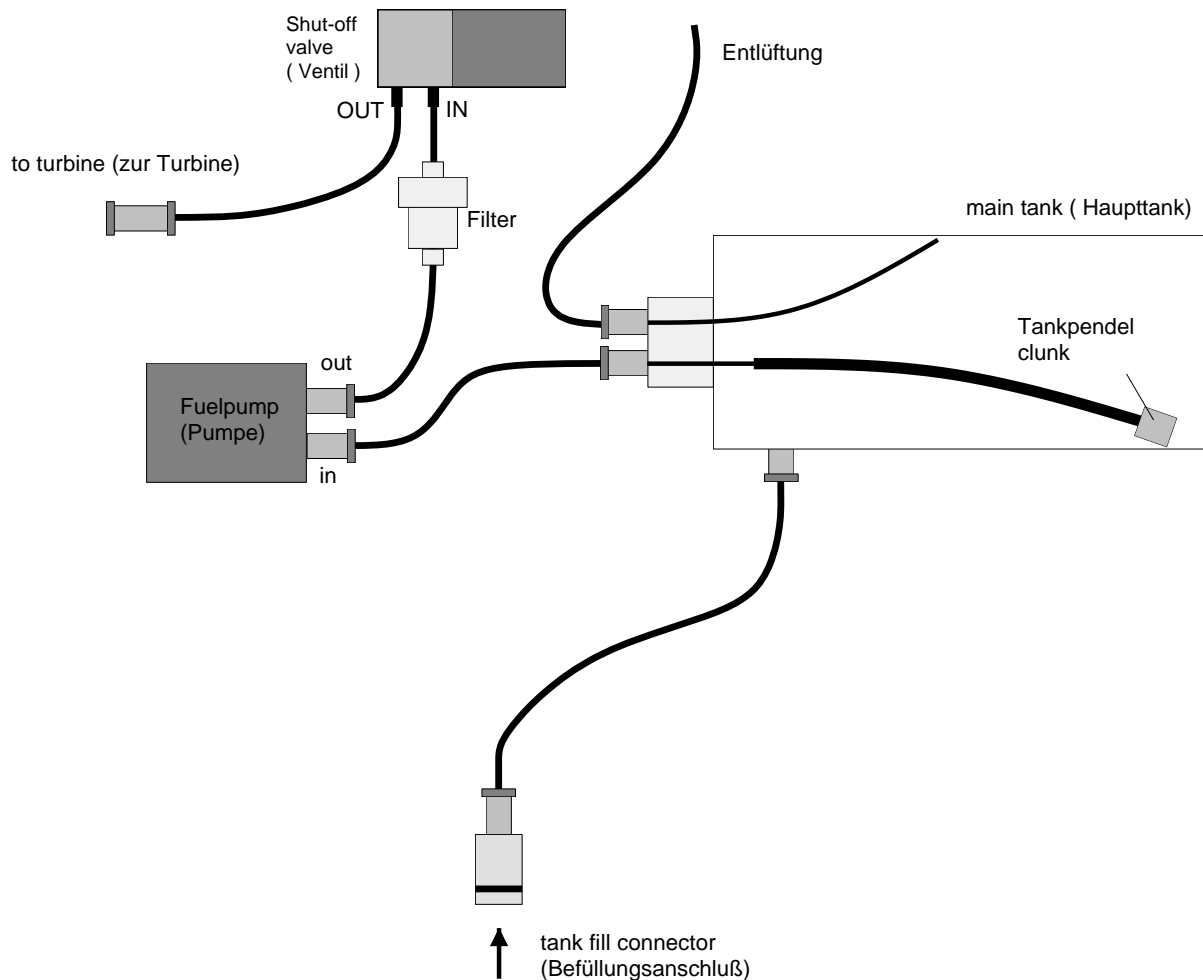 Shut-off
valve
( Ventil )
Entlüftung
OUT
IN
to turbine (zur Turbine)
main tank ( Haupttank)
Filter
Tankpendel
clunk
out
Fuelpump
(Pumpe)
in
tank fill connector
(Befüllungsanschluß)